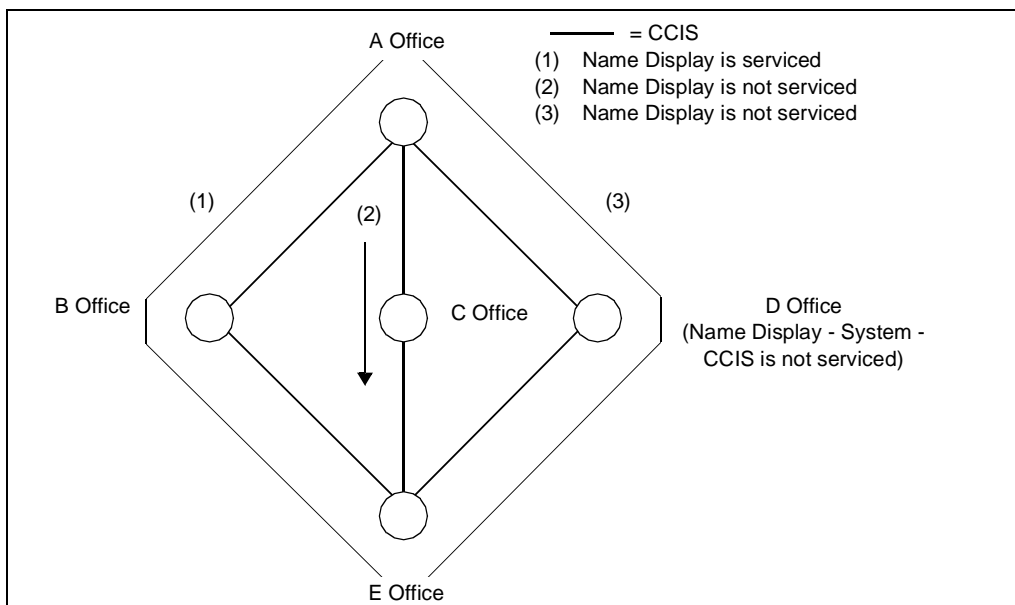 A Office
= CCIS
(1) Name Display is serviced
(2) Name Display is not serviced
(3) Name Display is not serviced
(1)
(2)
(3)
B Office
C Office
D Office
(Name Display - System -
CCIS is not serviced)
E Office